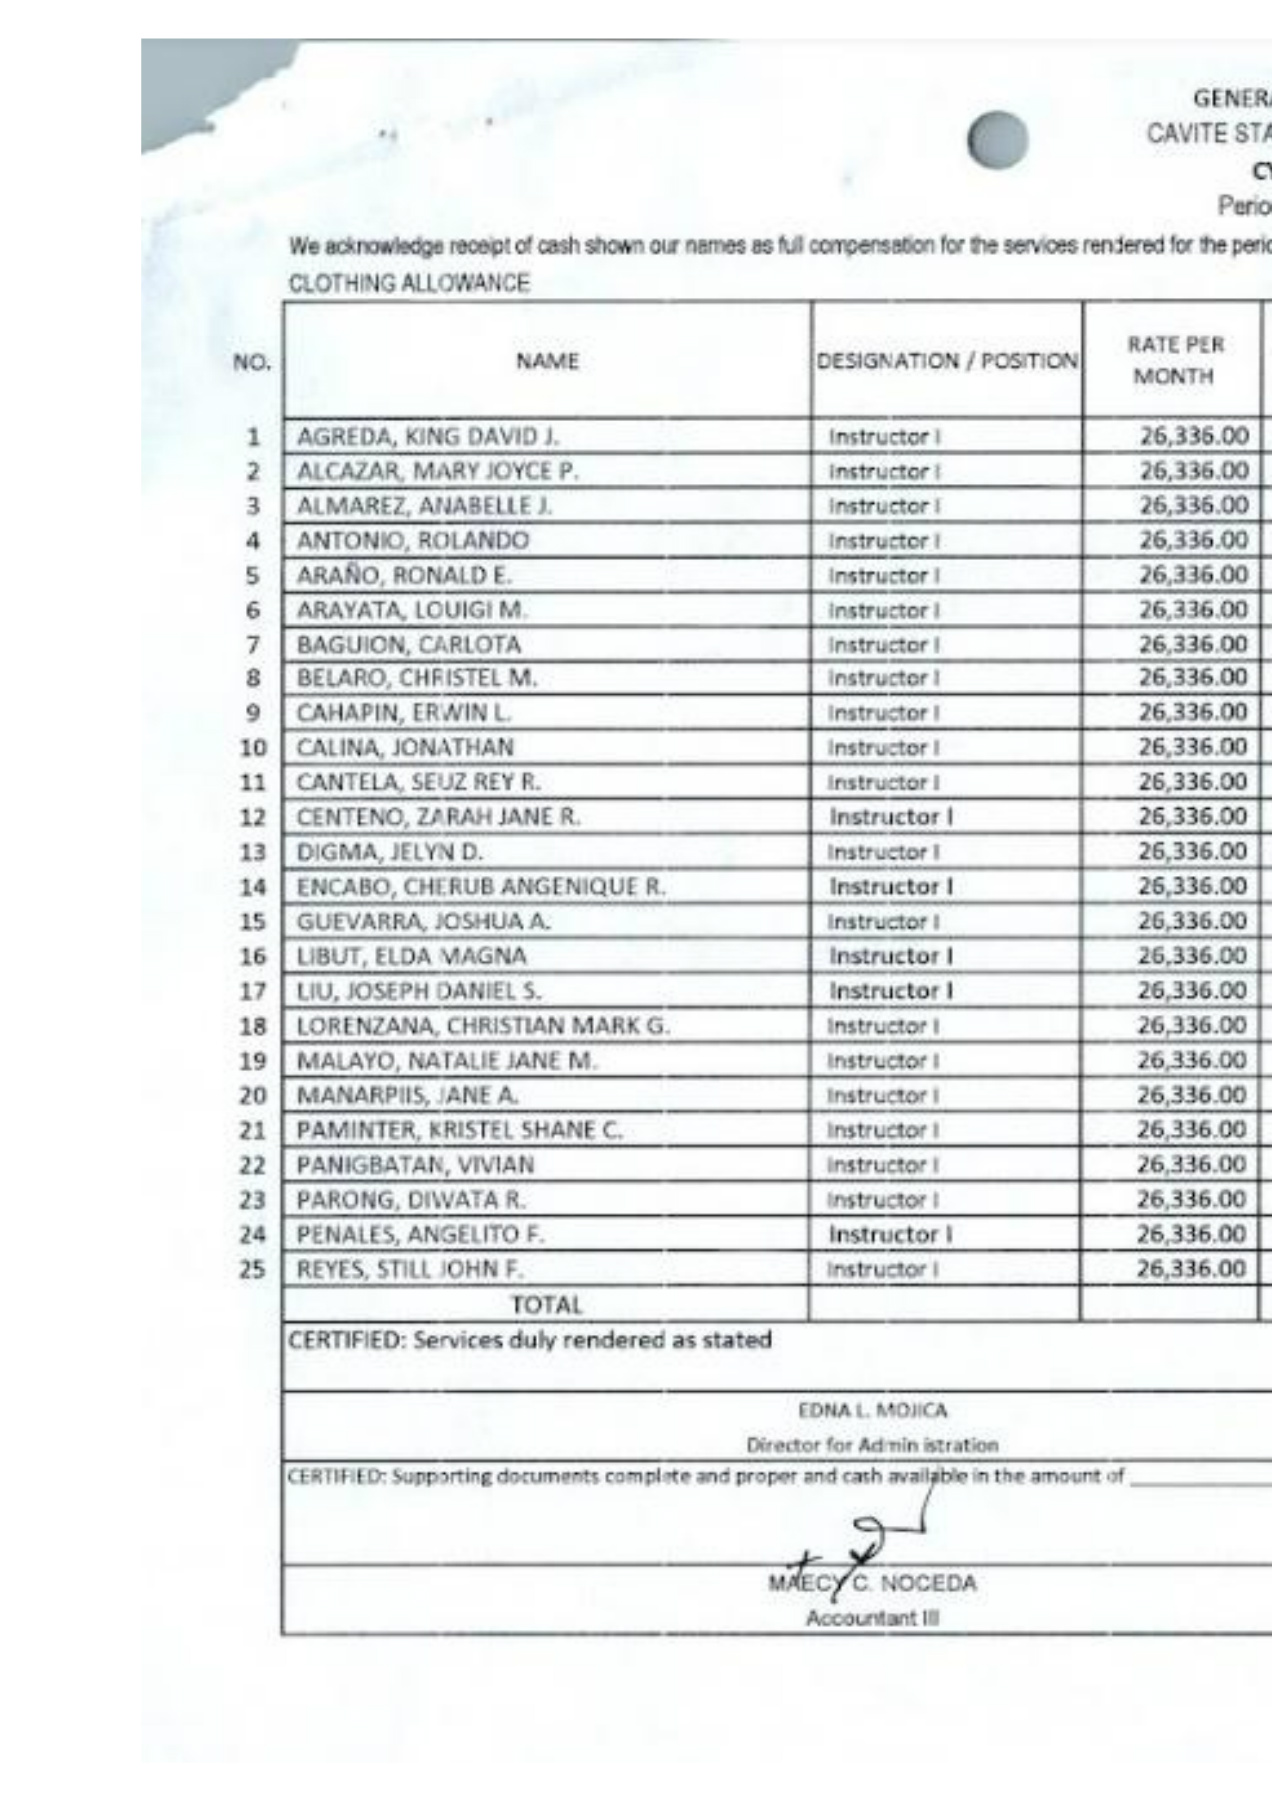 GENERA
CAVITE STA
CY
Perio
We acknowledge receipt of cash shown our names as full compensation for the services rendered for the perio
CLOTHING ALLOWANCE
NO. NAME DESIGNATION / POSITION RATE PER MONTH
1 AGREDA, KING DAVID J. Instructor I 26,336.00
2 ALCAZAR, MARY JOYCE P. Instructor I 26,336.00
3 ALMAREZ, ANABELLE J. Instructor I 26,336.00
4 ANTONIO, ROLANDO Instructor I 26,336.00
5 ARAÑO, RONALD E. Instructor I 26,336.00
6 ARAYATA, LOUIGI M. Instructor I 26,336.00
7 BAGUION, CARLOTA Instructor I 26,336.00
8 BELARO, CHRISTEL M. Instructor I 26,336.00
9 CAHAPIN, ERWIN L. Instructor I 26,336.00
10 CALINA, JONATHAN Instructor I 26,336.00
11 CANTELA, SEUZ REY R. Instructor I 26,336.00
12 CENTENO, ZARAH JANE R. Instructor I 26,336.00
13 DIGMA, JELYN D. Instructor I 26,336.00
14 ENCABO, CHERUB ANGENIQUE R. Instructor I 26,336.00
15 GUEVARRA, JOSHUA A. Instructor I 26,336.00
16 LIBUT, ELDA MAGNA Instructor I 26,336.00
17 LIU, JOSEPH DANIEL S. Instructor I 26,336.00
18 LORENZANA, CHRISTIAN MARK G. Instructor I 26,336.00
19 MALAYO, NATALIE JANE M. Instructor I 26,336.00
20 MANARPIIS, JANE A. Instructor I 26,336.00
21 PAMINTER, KRISTEL SHANE C. Instructor I 26,336.00
22 PANIGBATAN, VIVIAN Instructor I 26,336.00
23 PARONG, DIWATA R. Instructor I 26,336.00
24 PENALES, ANGELITO F. Instructor I 26,336.00
25 REYES, STILL JOHN F. Instructor I 26,336.00
TOTAL
CERTIFIED: Services duly rendered as stated
EDNA L. MOJICA
Director for Admin istration
CERTIFIED: Supporting documents complete and proper and cash available in the amount of
MAECY C. NOCEDA
Accountant III